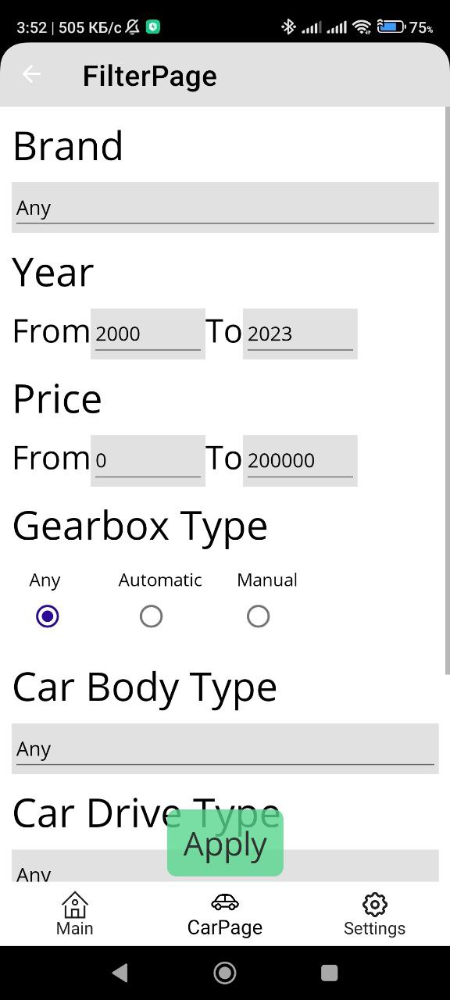 3:52 | 505 КБ/с 75%
FilterPage
Brand
Any
Year
From 2000 To 2023
Price
From 0 To 200000
Gearbox Type
Any Automatic Manual
Car Body Type
Any
Car Drive Type
Apply
Any
Main CarPage Settings